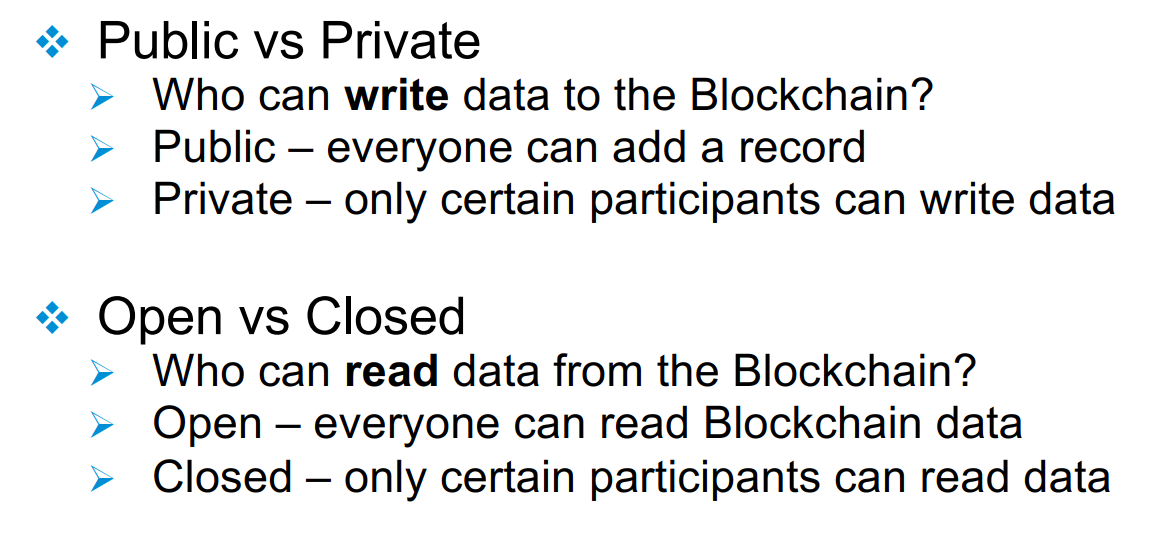 ❖ Public vs Private
➢ Who can write data to the Blockchain?
➢ Public – everyone can add a record
➢ Private – only certain participants can write data
❖ Open vs Closed
➢ Who can read data from the Blockchain?
➢ Open – everyone can read Blockchain data
➢ Closed – only certain participants can read data